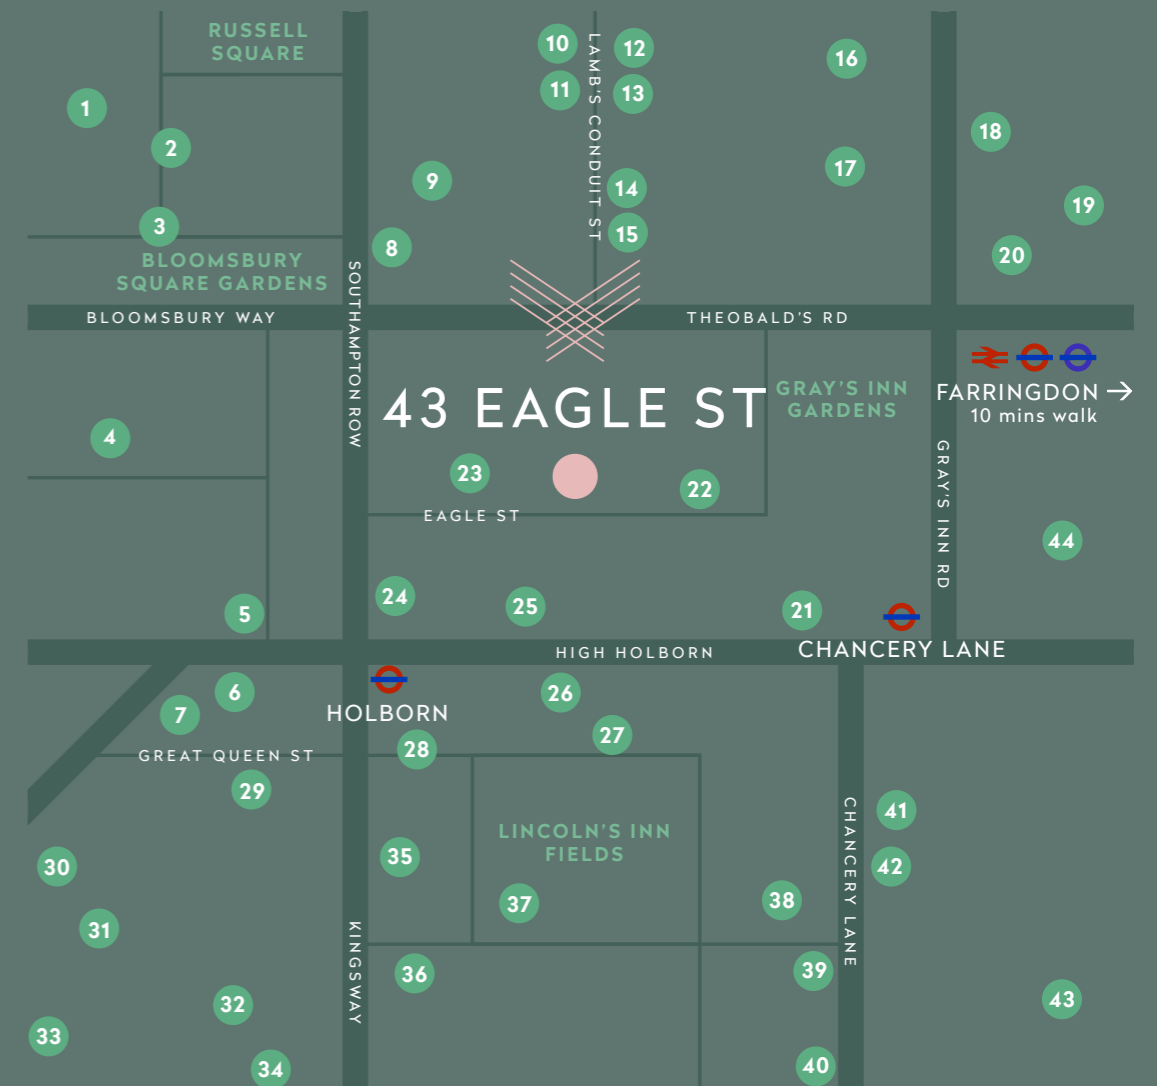 RUSSELL
SQUARE
10
12
16
11
13
1
LAMB'S CONDUIT ST
18
2
17
9
14
19
3
15
8
20
BLOOMSBURY
SQUARE GARDENS
SOUTHAMPTON ROW
BLOOMSBURY WAY
THEOBALD'S RD
43 EAGLE ST
GRAY'S INN
GARDENS
FARRINGDON →
10 mins walk
4
23
22
GRAY'S INN RD
EAGLE ST
44
24
25
21
5
HIGH HOLBORN
CHANCERY LANE
6
26
7
HOLBORN
27
28
GREAT QUEEN ST
29
41
LINCOLN'S INN
FIELDS
35
30
42
CHANCERY LANE
37
38
31
KINGSWAY
36
39
32
43
33
34
40